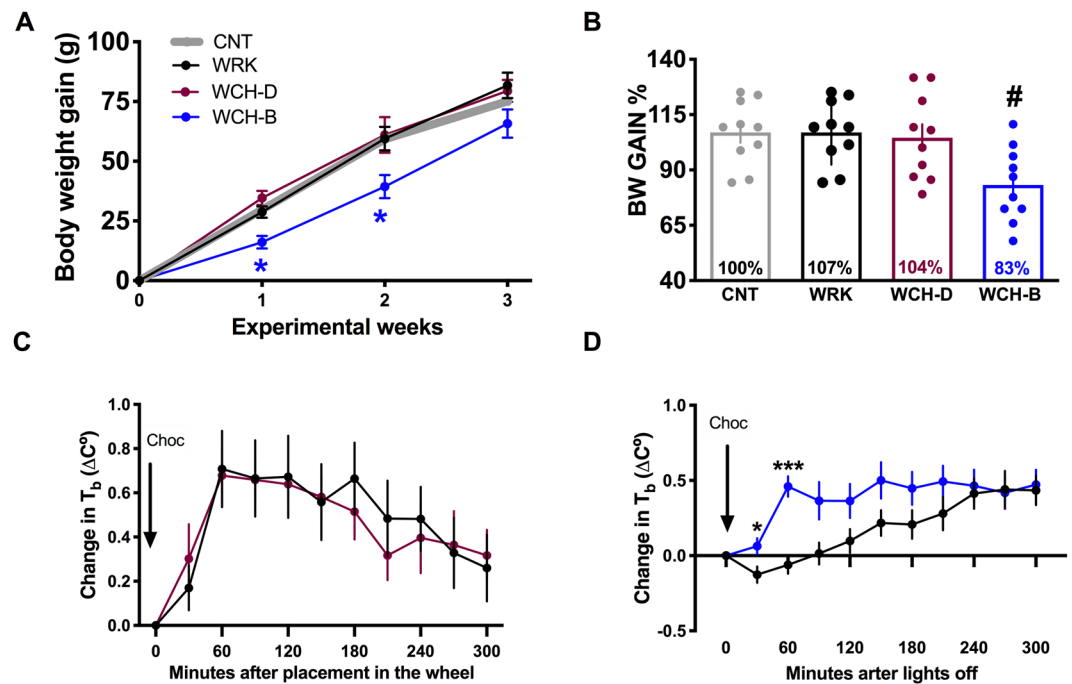 A
Body weight gain (g)
100
75
50
25
0
CNT
WRK
WCH-D
WCH-B
*
*
0
1
2
3
Experimental weeks
B
BW GAIN %
140
115
90
65
40
#
100%
107%
104%
83%
CNT
WRK
WCH-D
WCH-B
C
Change in Tb (ΔCº)
1.0
0.8
0.6
0.4
0.2
0.0
Choc
0
60
120
180
240
300
Minutes after placement in the wheel
D
Change in Tb (ΔCº)
1.0
0.5
0.0
-0.5
Choc
*
***
0
60
120
180
240
300
Minutes arter lights off